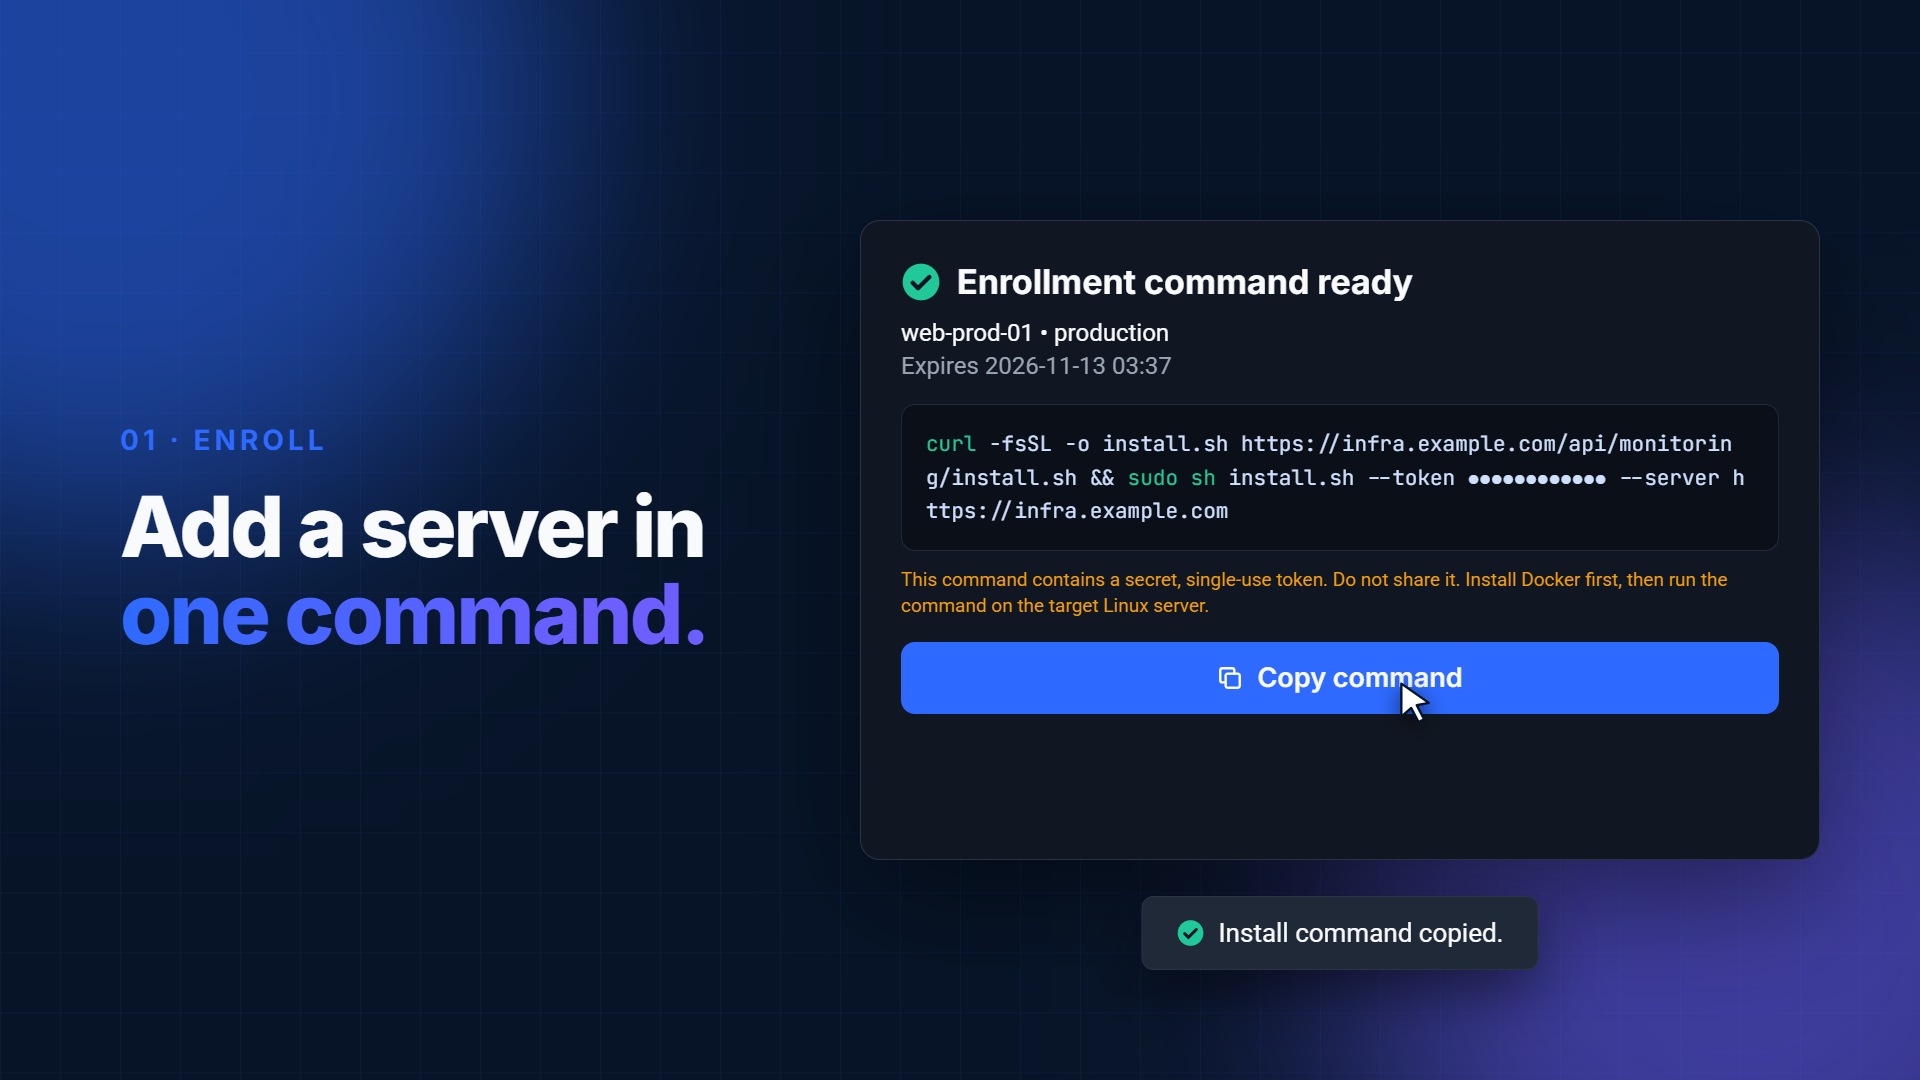 01 · ENROLL
Add a server in
one command.
Enrollment command ready
web-prod-01 • production
Expires 2026-11-13 03:37
curl -fsSL -o install.sh https://infra.example.com/api/monitorin
g/install.sh && sudo sh install.sh --token ●●●●●●●●●●●● --server h
ttps://infra.example.com
This command contains a secret, single-use token. Do not share it. Install Docker first, then run the
command on the target Linux server.
Copy command
Install command copied.